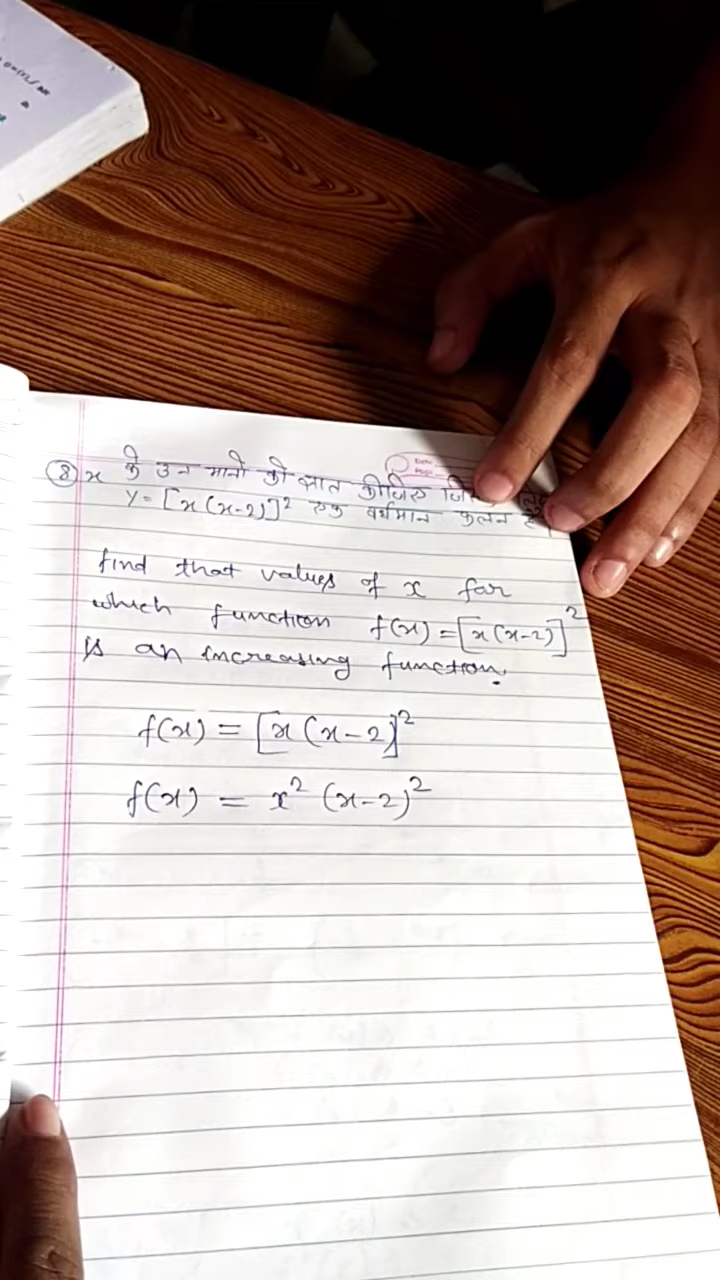 8 x के उन मानो को ज्ञात कीजिए
y = [x(x-2)]² एक वर्धमान फलन है।
find that values of x for
which function f(x) = [x(x-2)]²
is an increasing function.
f(x) = [x(x-2]²
f(x) = x² (x-2)²